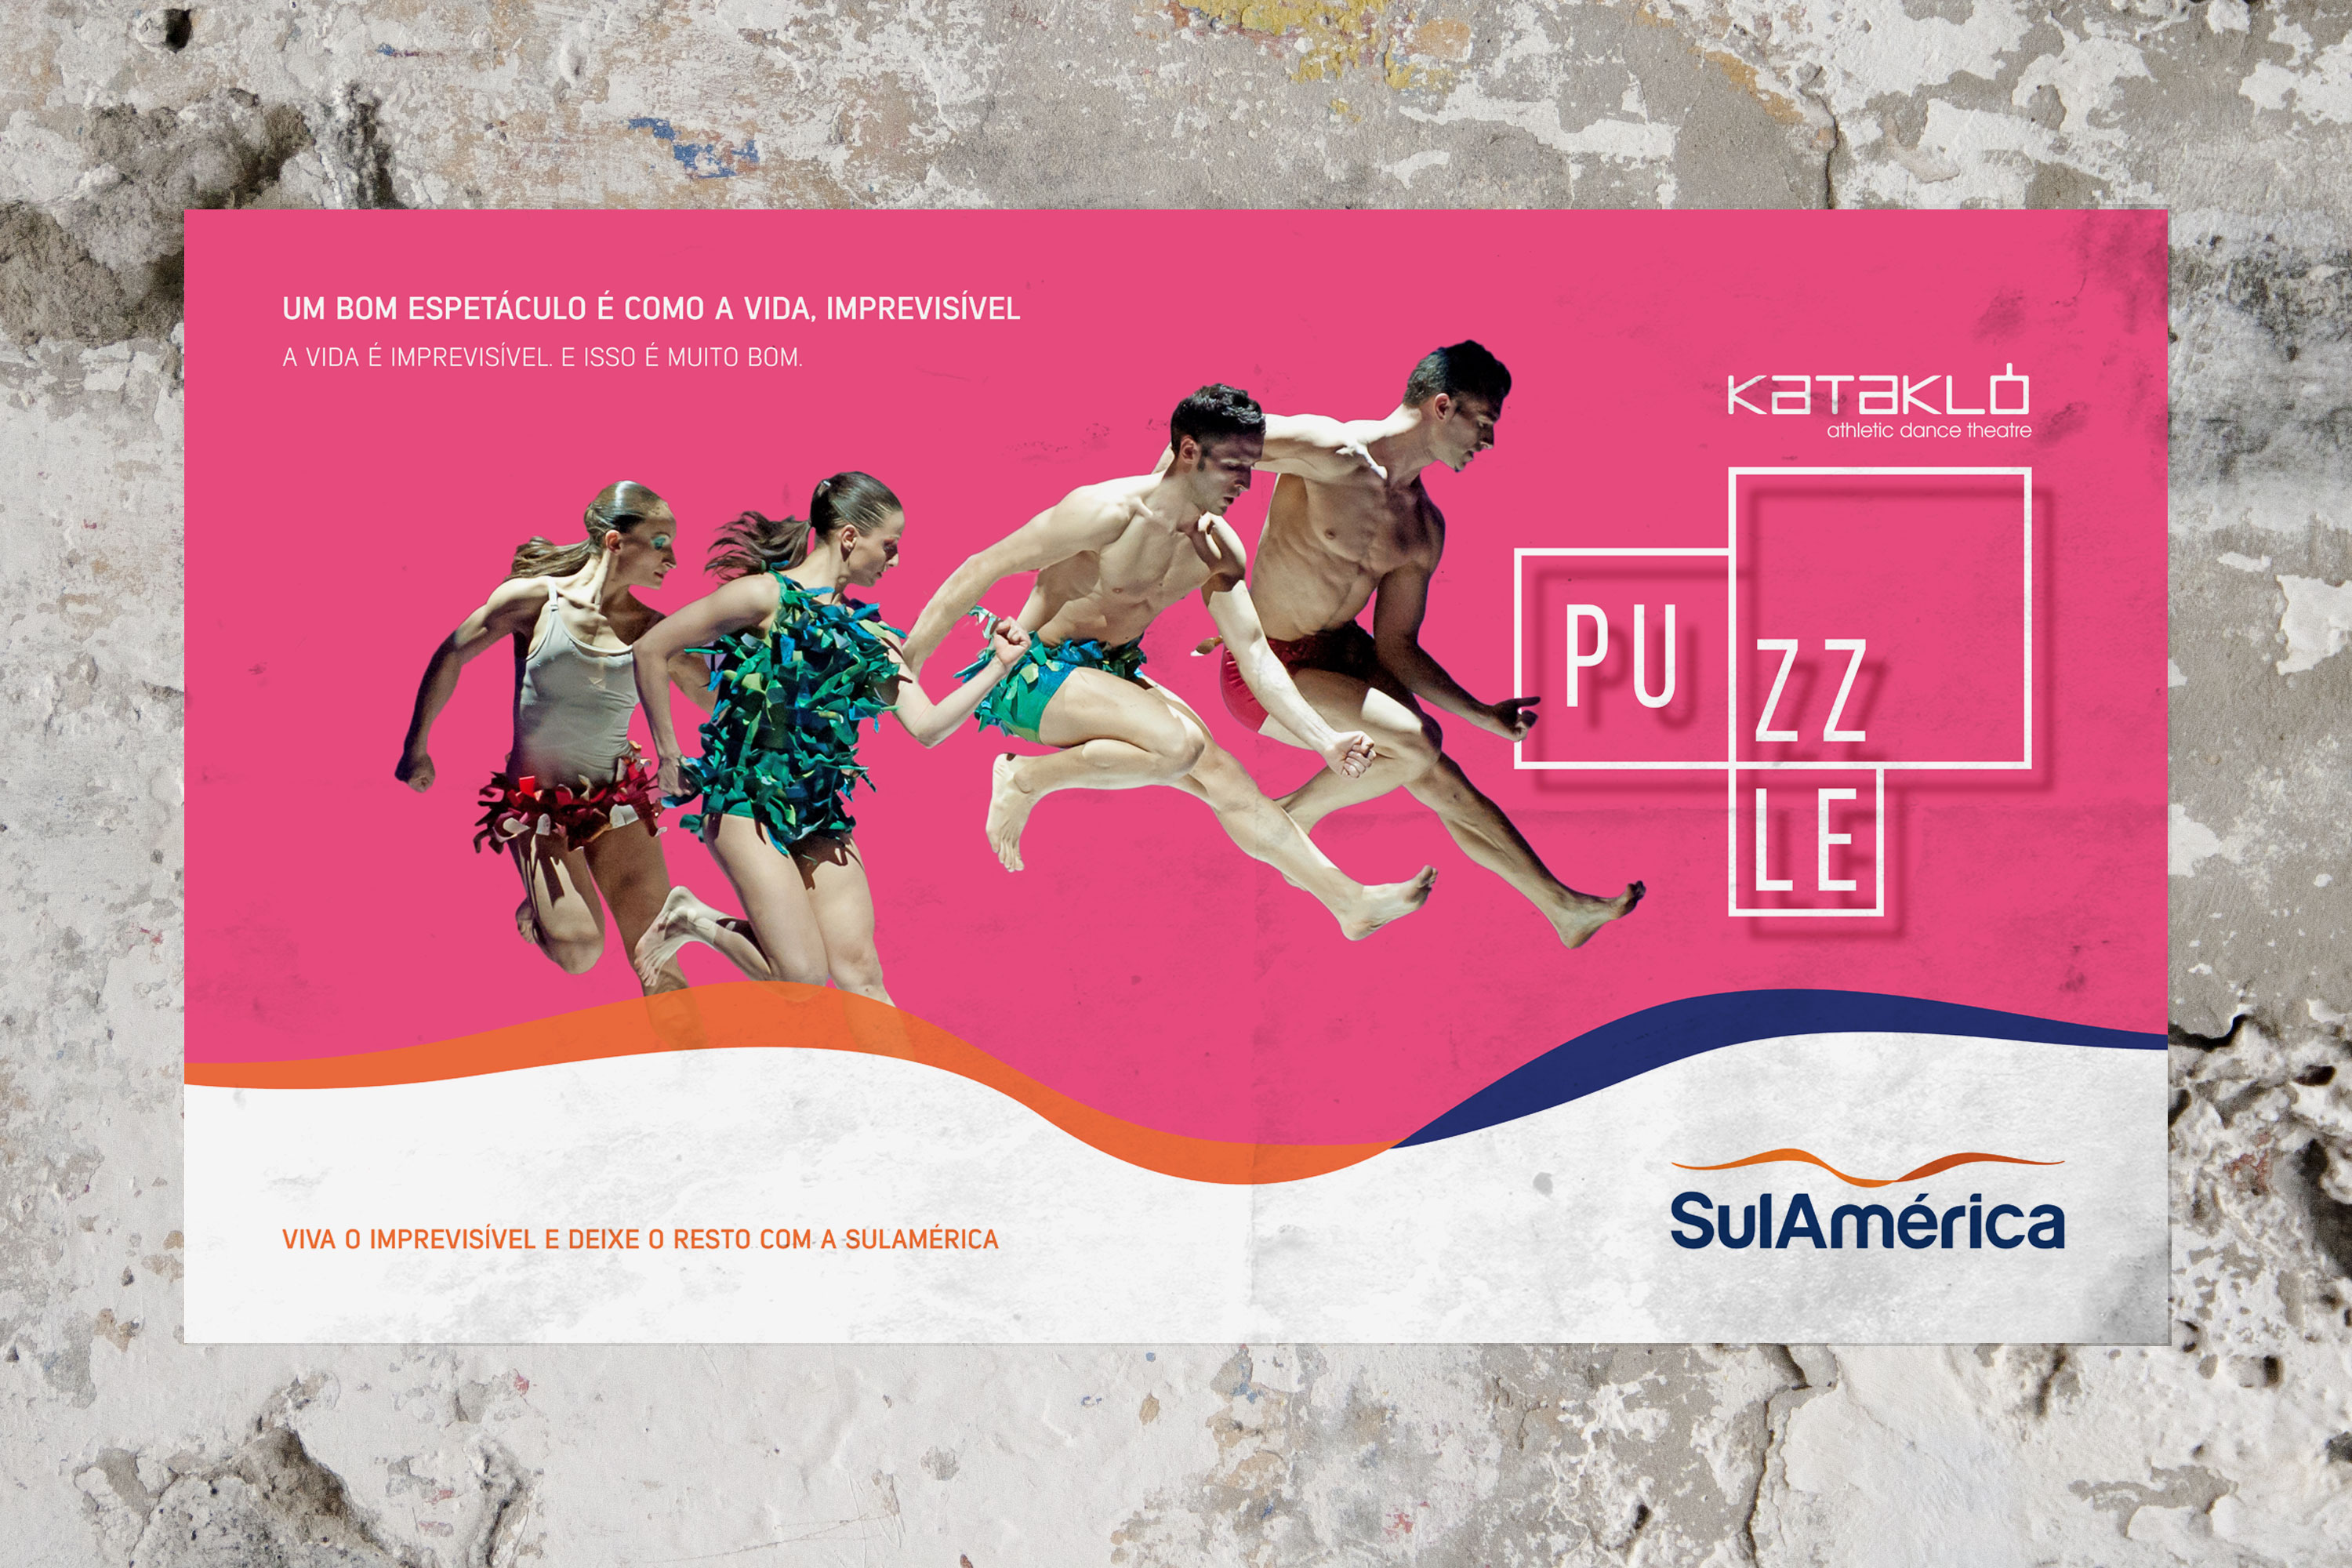 UM BOM ESPETÁCULO É COMO A VIDA, IMPREVISÍVEL
A VIDA É IMPREVISÍVEL. E ISSO É MUITO BOM.
KATAKLÒ
athletic dance theatre
PU
ZZ
LE
VIVA O IMPREVISÍVEL E DEIXE O RESTO COM A SULAMÉRICA
SulAmérica